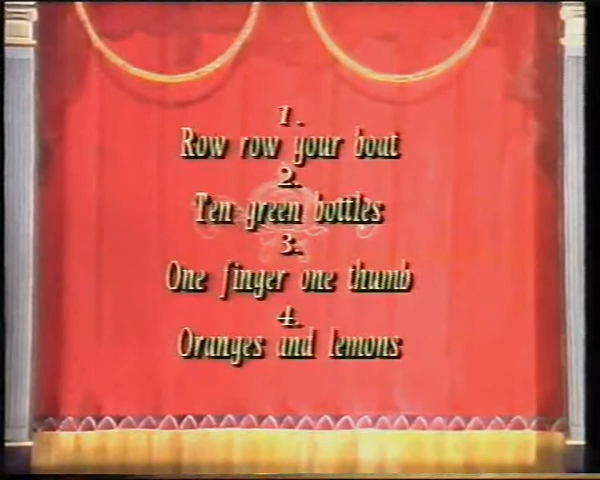 1.
Row row your boat
2.
Ten green bottles
3.
One finger one thumb
4.
Oranges and lemons